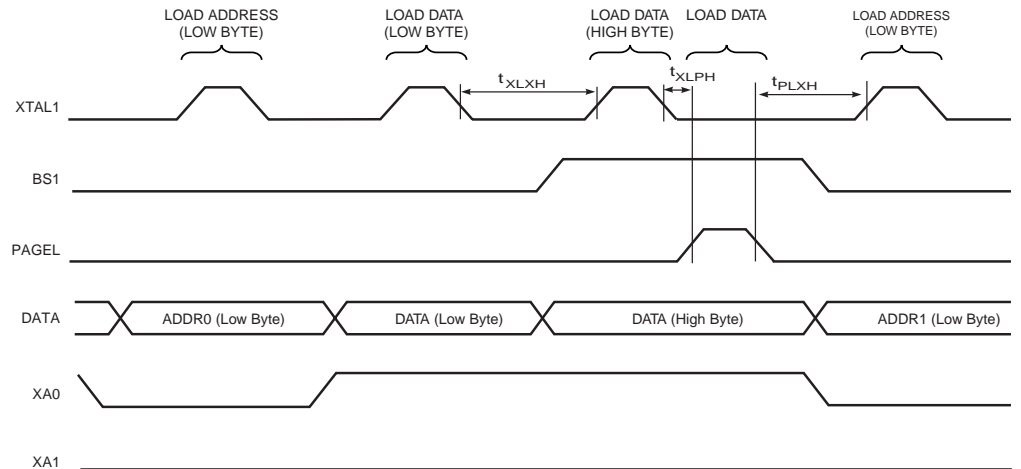 LOAD ADDRESS
(LOW BYTE)
LOAD DATA
(LOW BYTE)
LOAD DATA
(HIGH BYTE)
LOAD DATA
LOAD ADDRESS
(LOW BYTE)
XTAL1
tXLXH
tXLPH
tPLXH
BS1
PAGEL
DATA
ADDR0 (Low Byte)
DATA (Low Byte)
DATA (High Byte)
ADDR1 (Low Byte)
XA0
XA1